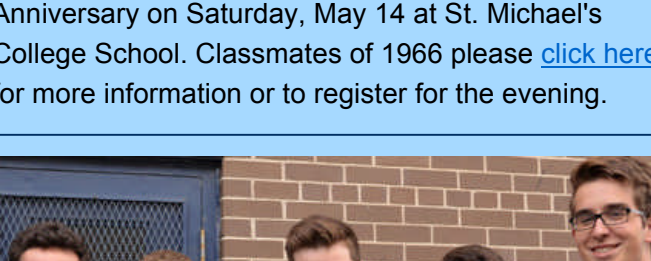 Anniversary on Saturday, May 14 at St. Michael's
College School. Classmates of 1966 please click here
for more information or to register for the evening.